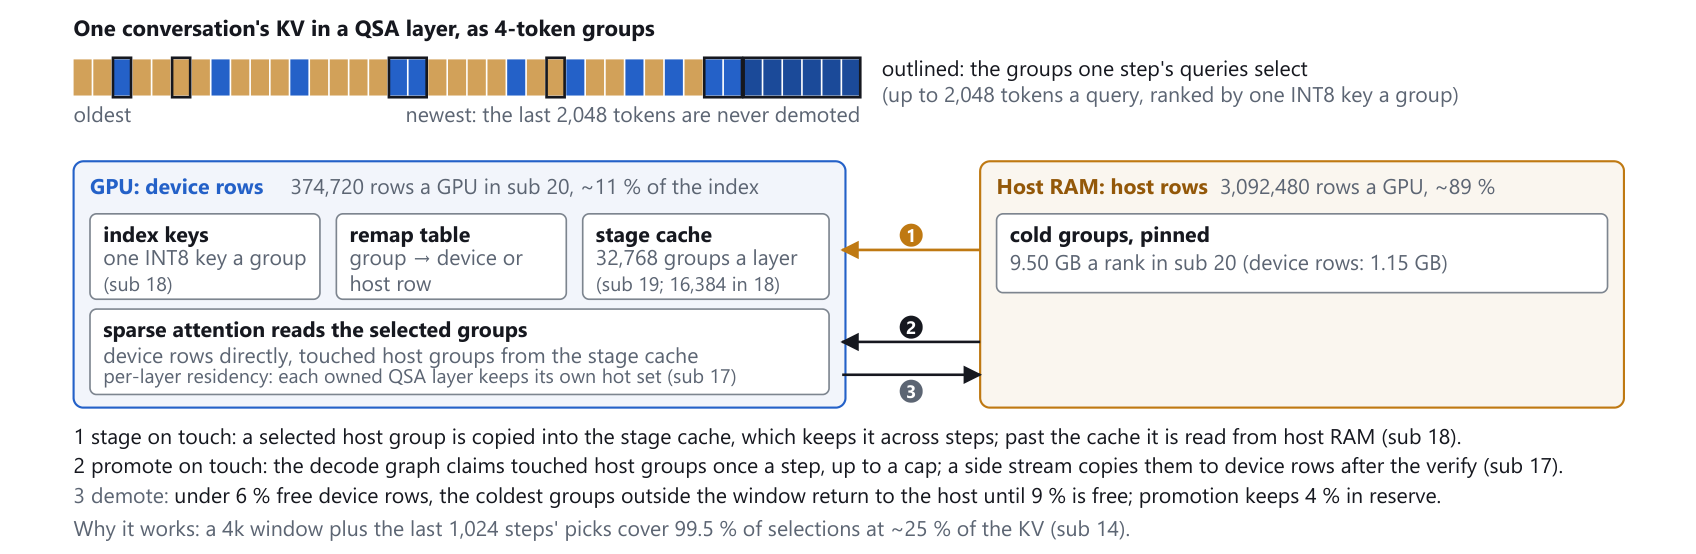 One conversation's KV in a QSA layer, as 4-token groups
outlined: the groups one step's queries select
(up to 2,048 tokens a query, ranked by one INT8 key a group)
oldest
newest: the last 2,048 tokens are never demoted
GPU: device rows 374,720 rows a GPU in sub 20, ~11 % of the index
index keys
one INT8 key a group
(sub 18)
remap table
group → device or
host row
stage cache
32,768 groups a layer
(sub 19; 16,384 in 18)
sparse attention reads the selected groups
device rows directly, touched host groups from the stage cache
per-layer residency: each owned QSA layer keeps its own hot set (sub 17)
1
2
3
Host RAM: host rows 3,092,480 rows a GPU, ~89 %
cold groups, pinned
9.50 GB a rank in sub 20 (device rows: 1.15 GB)
1 stage on touch: a selected host group is copied into the stage cache, which keeps it across steps; past the cache it is read from host RAM (sub 18).
2 promote on touch: the decode graph claims touched host groups once a step, up to a cap; a side stream copies them to device rows after the verify (sub 17).
3 demote: under 6 % free device rows, the coldest groups outside the window return to the host until 9 % is free; promotion keeps 4 % in reserve.
Why it works: a 4k window plus the last 1,024 steps' picks cover 99.5 % of selections at ~25 % of the KV (sub 14).